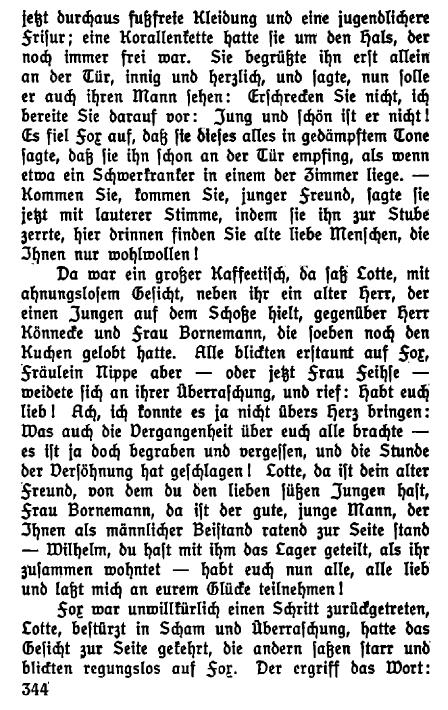 jetzt durchaus fußfreie Kleidung und eine jugendlichere
Frisur; eine Korallenkette hatte sie um den Hals, der
noch immer frei war. Sie begrüßte ihn erst allein
an der Tür, innig und herzlich, und sagte, nun solle
er auch ihren Mann sehen: Erschrecken Sie nicht, ich
bereite Sie darauf vor: Jung und schön ist er nicht!
Es fiel Fox auf, daß sie dieses alles in gedämpftem Tone
sagte, daß sie ihn schon an der Tür empfing, als wenn
etwa ein Schwerkranker in einem der Zimmer liege. —
Kommen Sie, kommen Sie, junger Freund, sagte sie
jetzt mit lauterer Stimme, indem sie ihn zur Stube
zerrte, hier drinnen finden Sie alte liebe Menschen, die
Ihnen nur wohlwollen!
Da war ein großer Kaffeetisch, da saß Lotte, mit
ahnungslosem Gesicht, neben ihr ein alter Herr, der
einen Jungen auf dem Schoße hielt, gegenüber Herr
Könnecke und Frau Bornemann, die soeben noch den
Kuchen gelobt hatte. Alle blickten erstaunt auf Fox,
Fräulein Nippe aber — oder jetzt Frau Feihse —
weidete sich an ihrer Überraschung, und rief: Habt euch
lieb! Ach, ich konnte es ja nicht übers Herz bringen:
Was auch die Vergangenheit über euch alle brachte —
es ist ja doch begraben und vergessen, und die Stunde
der Versöhnung hat geschlagen! Lotte, da ist dein alter
Freund, von dem du den lieben süßen Jungen hast,
Frau Bornemann, da ist der gute, junge Mann, der
Ihnen als männlicher Beistand ratend zur Seite stand
— Wilhelm, du hast mit ihm das Lager geteilt, als ihr
zusammen wohntet — habt euch nun alle, alle lieb
und laßt mich an eurem Glücke teilnehmen!
Fox war unwillkürlich einen Schritt zurückgetreten,
Lotte, bestürzt in Scham und Überraschung, hatte das
Gesicht zur Seite gekehrt, die andern saßen starr und
blickten regungslos auf Fox. Der ergriff das Wort:
344